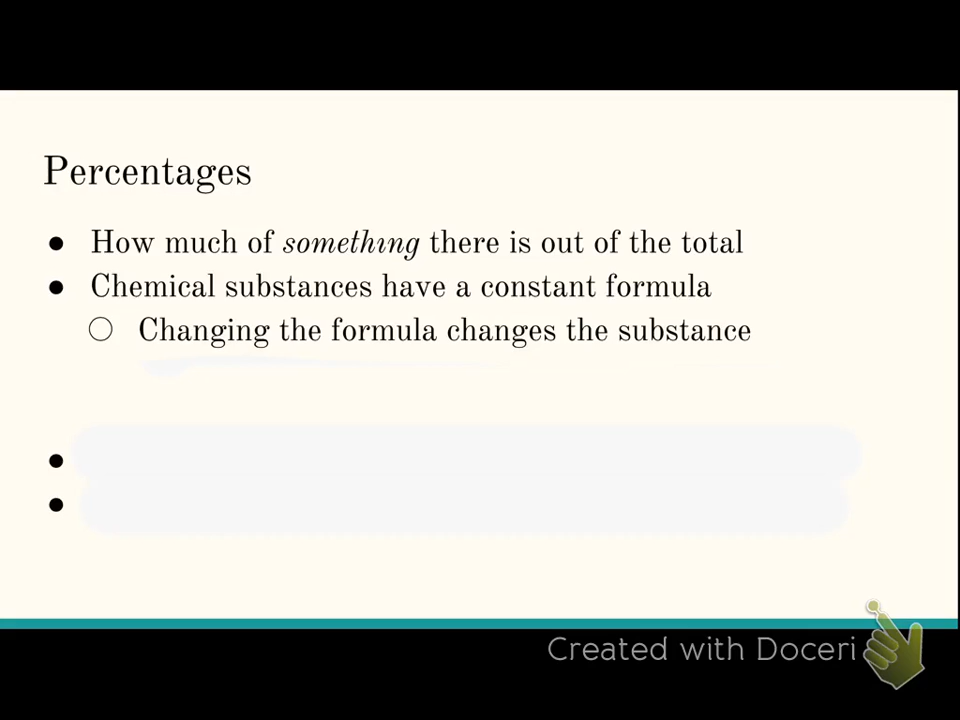 Percentages
● How much of something there is out of the total
● Chemical substances have a constant formula
○ Changing the formula changes the substance
●
●
Created with Doceri